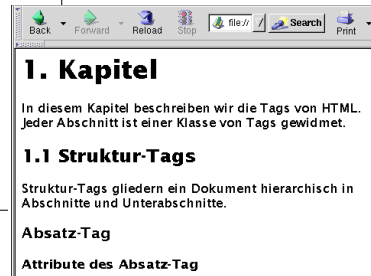 Back Forward Reload Stop file:// Search Print
1. Kapitel
In diesem Kapitel beschreiben wir die Tags von HTML.
Jeder Abschnitt ist einer Klasse von Tags gewidmet.
1.1 Struktur-Tags
Struktur-Tags gliedern ein Dokument hierarchisch in
Abschnitte und Unterabschnitte.
Absatz-Tag
Attribute des Absatz-Tag